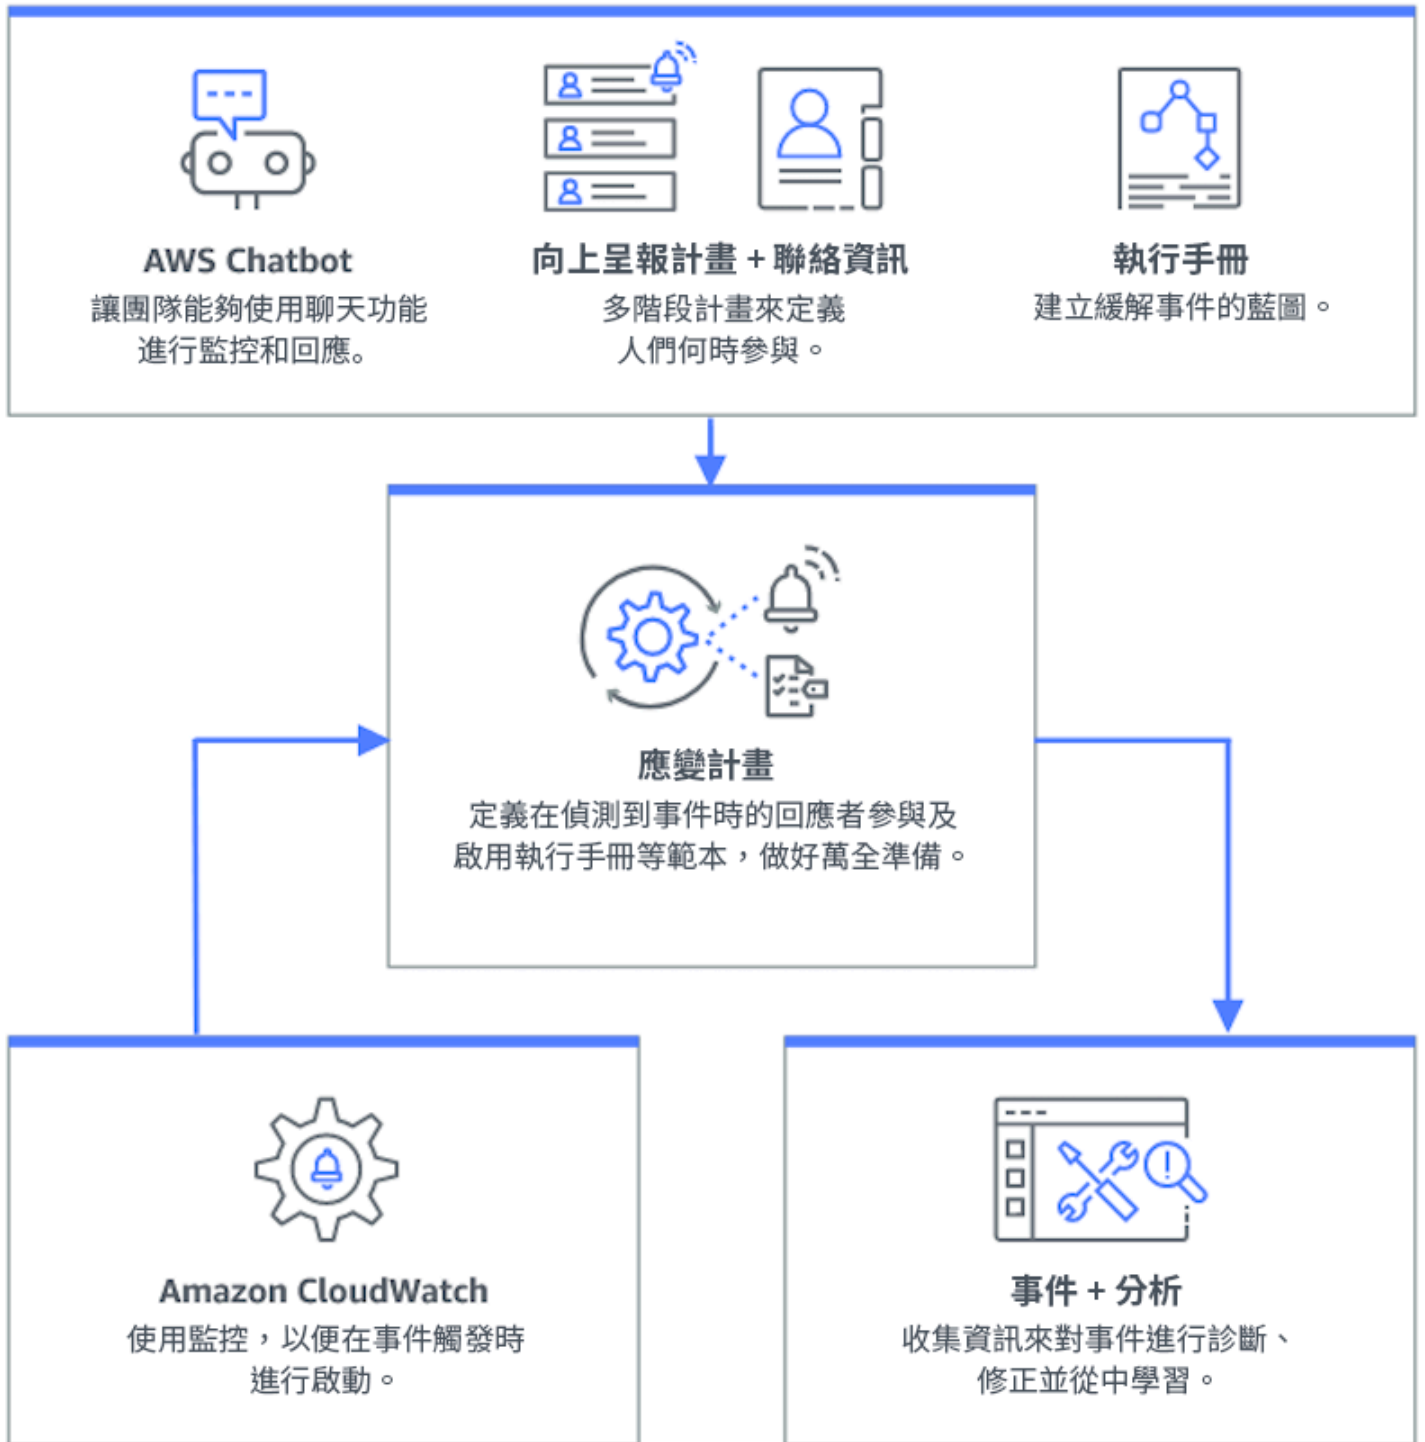 AWS Chatbot
讓團隊能夠使用聊天功能
進行監控和回應。
向上呈報計畫 + 聯絡資訊
多階段計畫來定義
人們何時參與。
執行手冊
建立緩解事件的藍圖。
應變計畫
定義在偵測到事件時的回應者參與及
啟用執行手冊等範本，做好萬全準備。
Amazon CloudWatch
使用監控，以便在事件觸發時
進行啟動。
事件 + 分析
收集資訊來對事件進行診斷、
修正並從中學習。